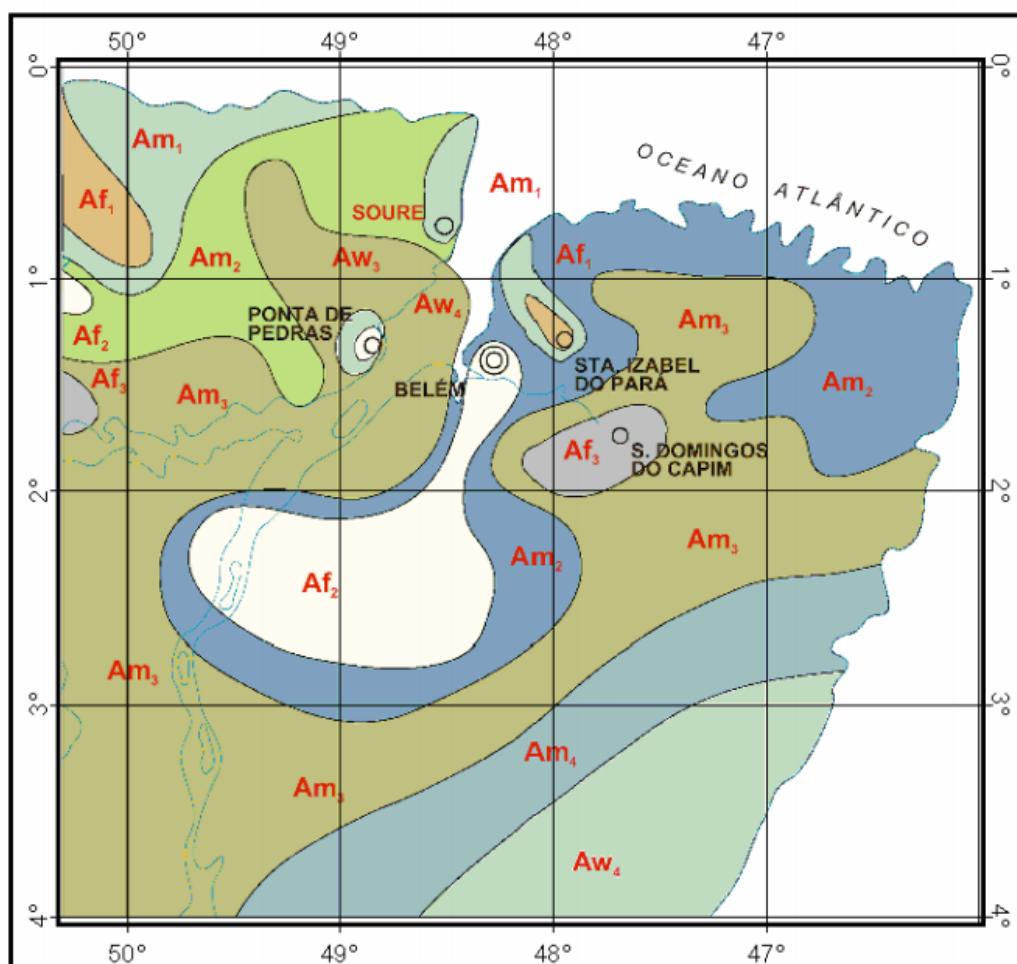 50° 49° 48° 47°
0° 0°
OCEANO ATLÂNTICO
Am₁
Am₁
Af₁
SOURE
Am₂ Aw₃ Af₁
1° 1°
Aw₄
PONTA DE
PEDRAS
Am₃
Af₂
STA. IZABEL
DO PARÁ
Af₃
Am₃
BELÉM
Am₂
Af₃
S. DOMINGOS
DO CAPIM
2° 2°
Am₃
Am₂
Af₂
Am₃
3° 3°
Am₄
Am₃
Aw₄
4° 4°
50° 49° 48° 47°